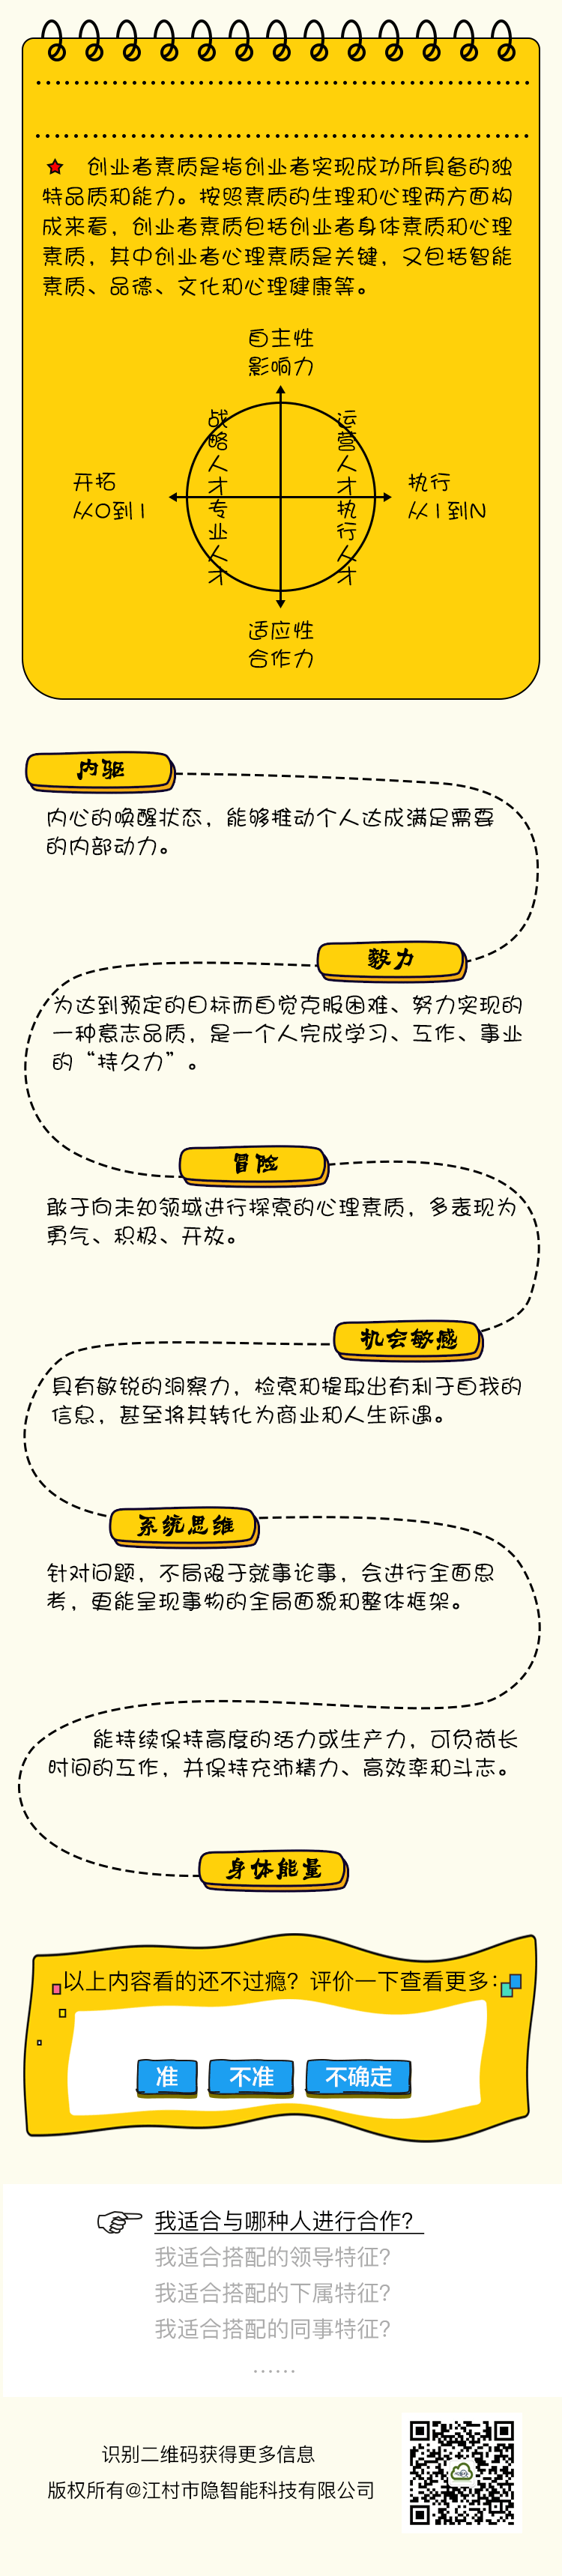 创业者素质是指创业者实现成功所具备的独
特品质和能力。按照素质的生理和心理两方面构
成来看，创业者素质包括创业者身体素质和心理
素质，其中创业者心理素质是关键，又包括智能
素质、品德、文化和心理健康等。
自主性
影响力
战略人才
运营人才
开拓
从0到1
执行
从1到N
专业人才
执行人才
适应性
合作力
内驱
内心的唤醒状态，能够推动个人达成满足需要
的内部动力。
毅力
为达到预定的目标而自觉克服困难、努力实现的
一种意志品质，是一个人完成学习、工作、事业
的“持久力”。
冒险
敢于向未知领域进行探索的心理素质，多表现为
勇气、积极、开放。
机会敏感
具有敏锐的洞察力，检索和提取出有利于自我的
信息，甚至将其转化为商业和人生际遇。
系统思维
针对问题，不局限于就事论事，会进行全面思
考，更能呈现事物的全局面貌和整体框架。
能持续保持高度的活力或生产力，可负荷长
时间的工作，并保持充沛精力、高效率和斗志。
身体能量
以上内容看的还不过瘾？评价一下查看更多：
准 不准 不确定
我适合与哪种人进行合作？
我适合搭配的领导特征？
我适合搭配的下属特征？
我适合搭配的同事特征？
……
识别二维码获得更多信息
版权所有@江村市隐智能科技有限公司